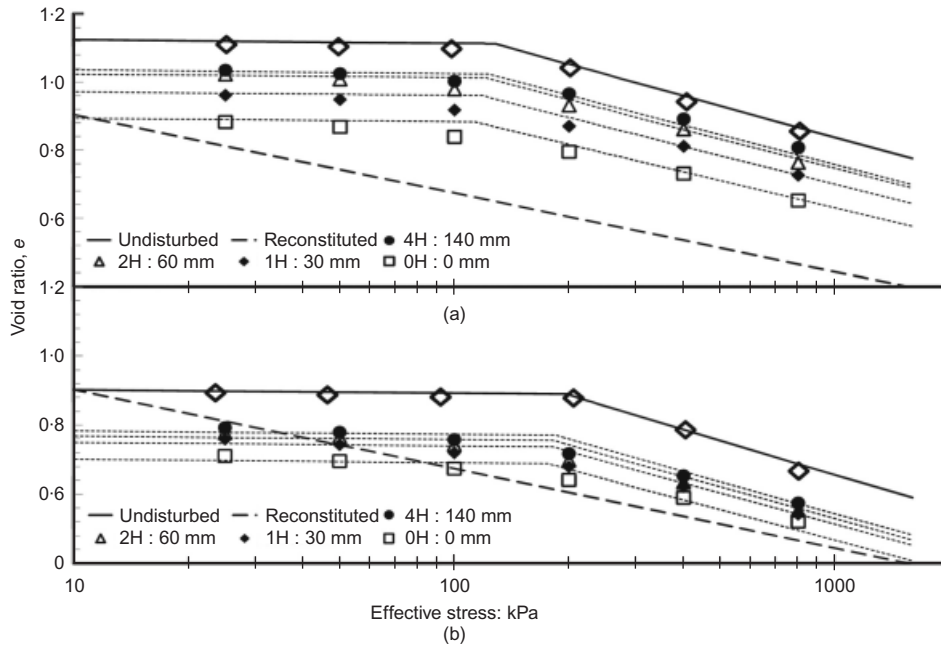 1·2
1·0
0·8
0·6
Undisturbed Reconstituted 4H : 140 mm
2H : 60 mm 1H : 30 mm 0H : 0 mm
1·2
(a)
Void ratio, e
1·0
0·8
0·6
Undisturbed Reconstituted 4H : 140 mm
2H : 60 mm 1H : 30 mm 0H : 0 mm
0
10 100 1000
Effective stress: kPa
(b)